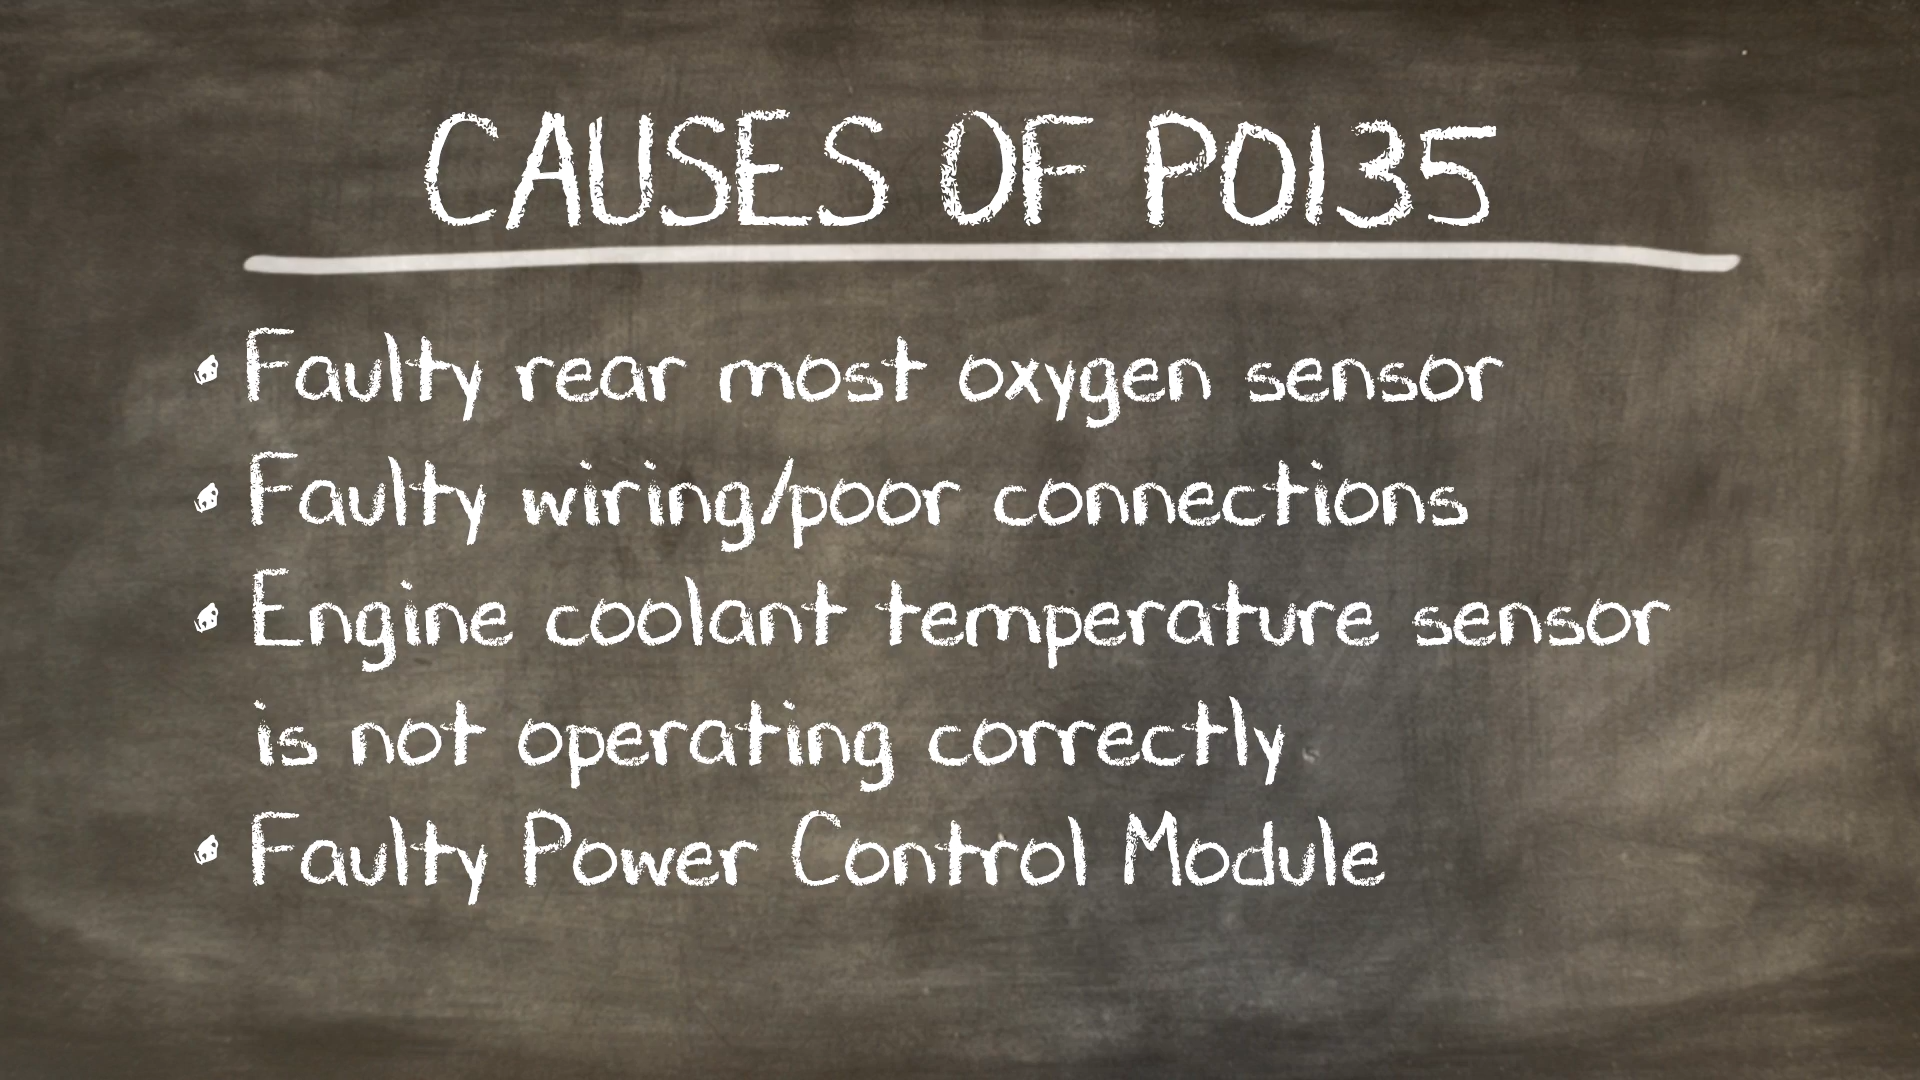 CAUSES OF P0135
• Faulty rear most oxygen sensor
• Faulty wiring/poor connections
• Engine coolant temperature sensor
is not operating correctly
• Faulty Power Control Module